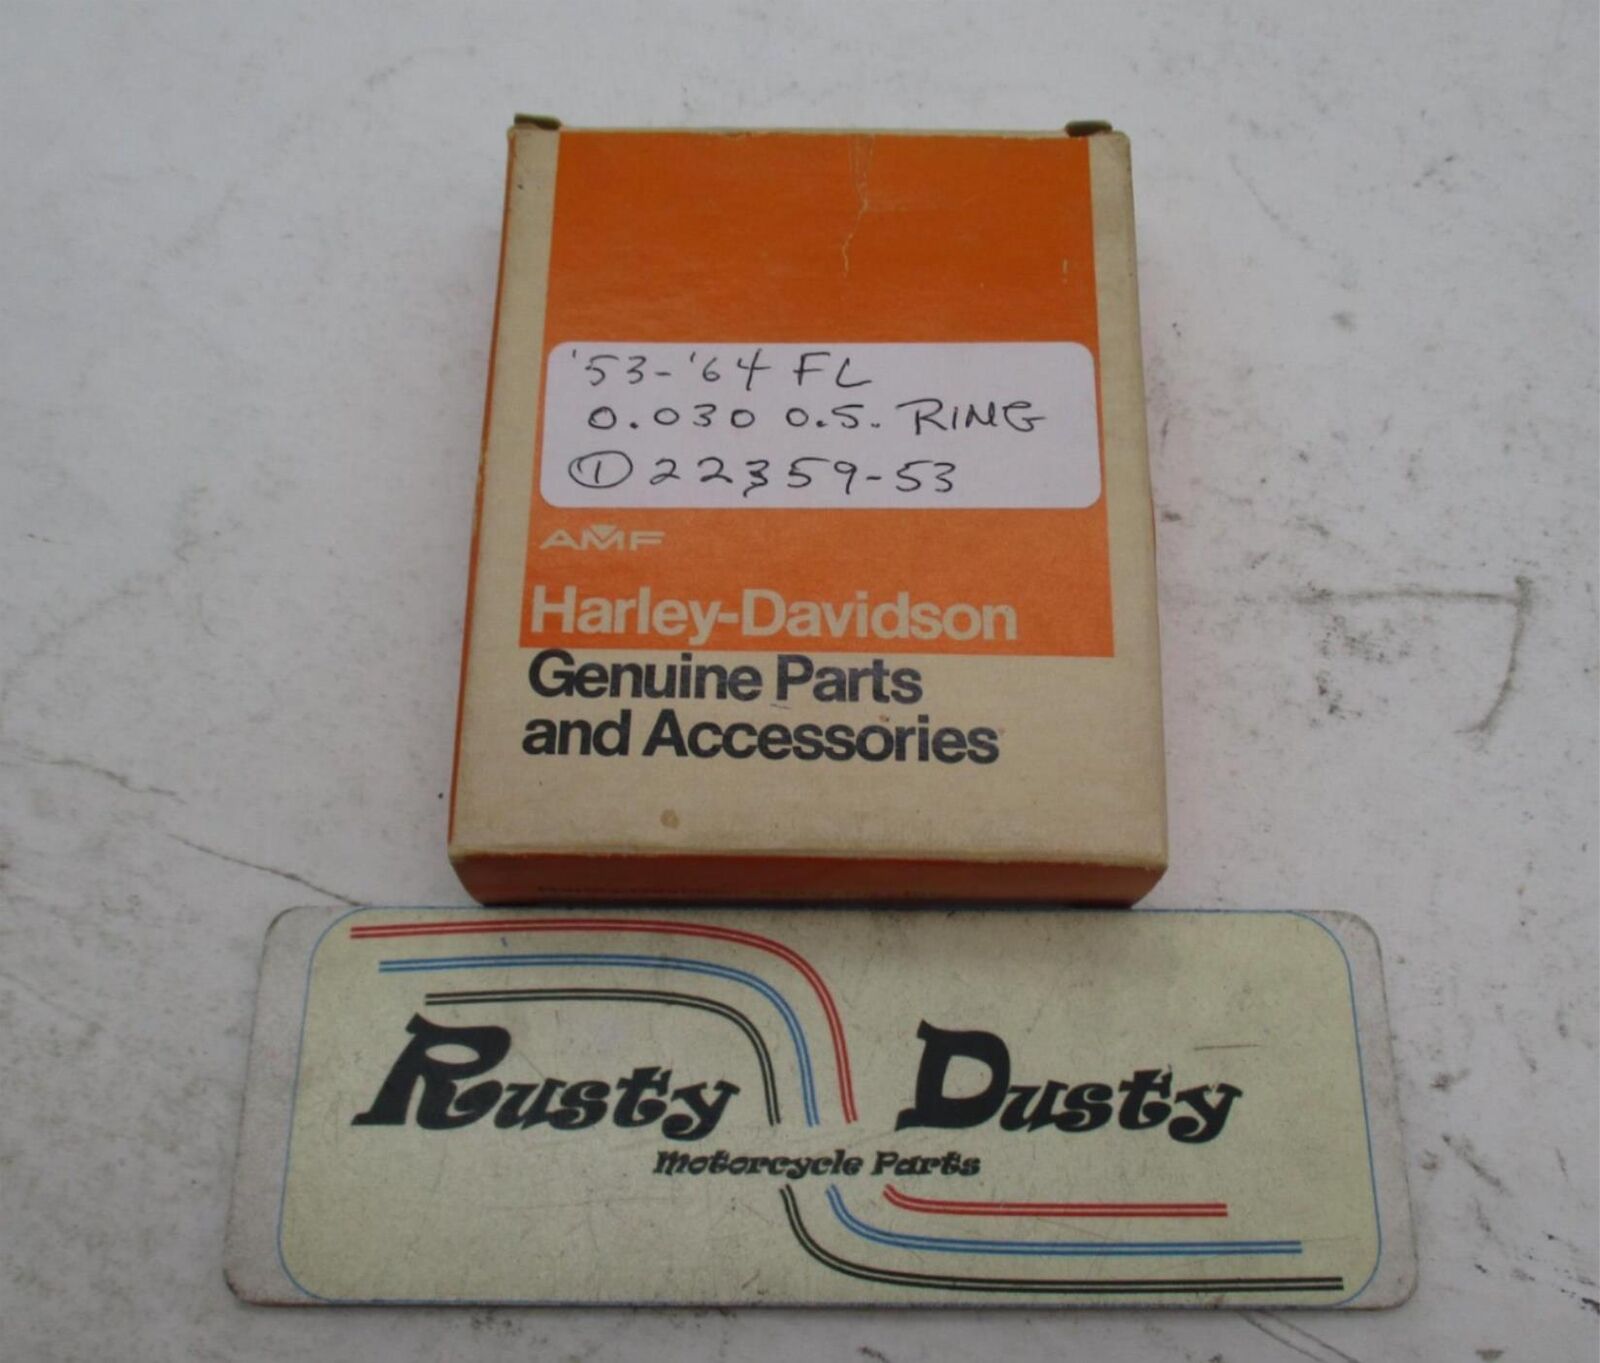 '53-'64 FL
0.030 O.S. RING
① 22359-53
AMF
Harley-Davidson
Genuine Parts
and Accessories
Rusty Dusty
Motorcycle Parts